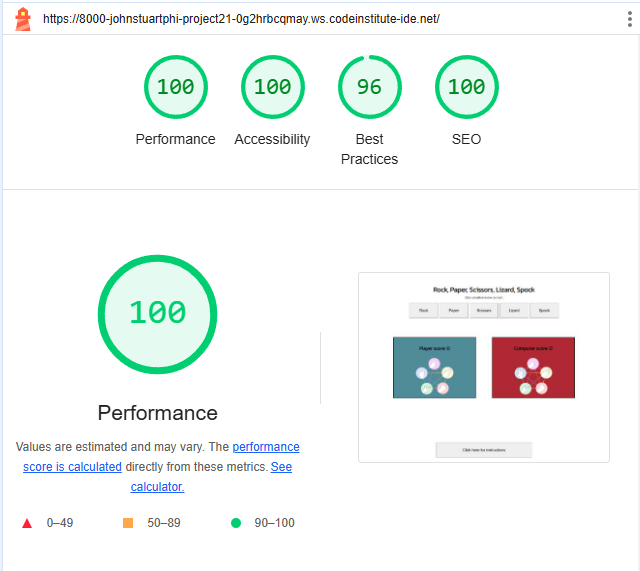 https://8000-johnstuartphi-project21-0g2hrbcqmay.ws.codeinstitute-ide.net/
100 100 96 100
Performance Accessibility Best Practices SEO
100
Performance
Values are estimated and may vary. The performance
score is calculated directly from these metrics. See
calculator.
0–49 50–89 90–100
Rock, Paper, Scissors, Lizard, Spock
Rock Paper Scissors Lizard Spock
Player score 0 Computer score 0
Click here for instructions